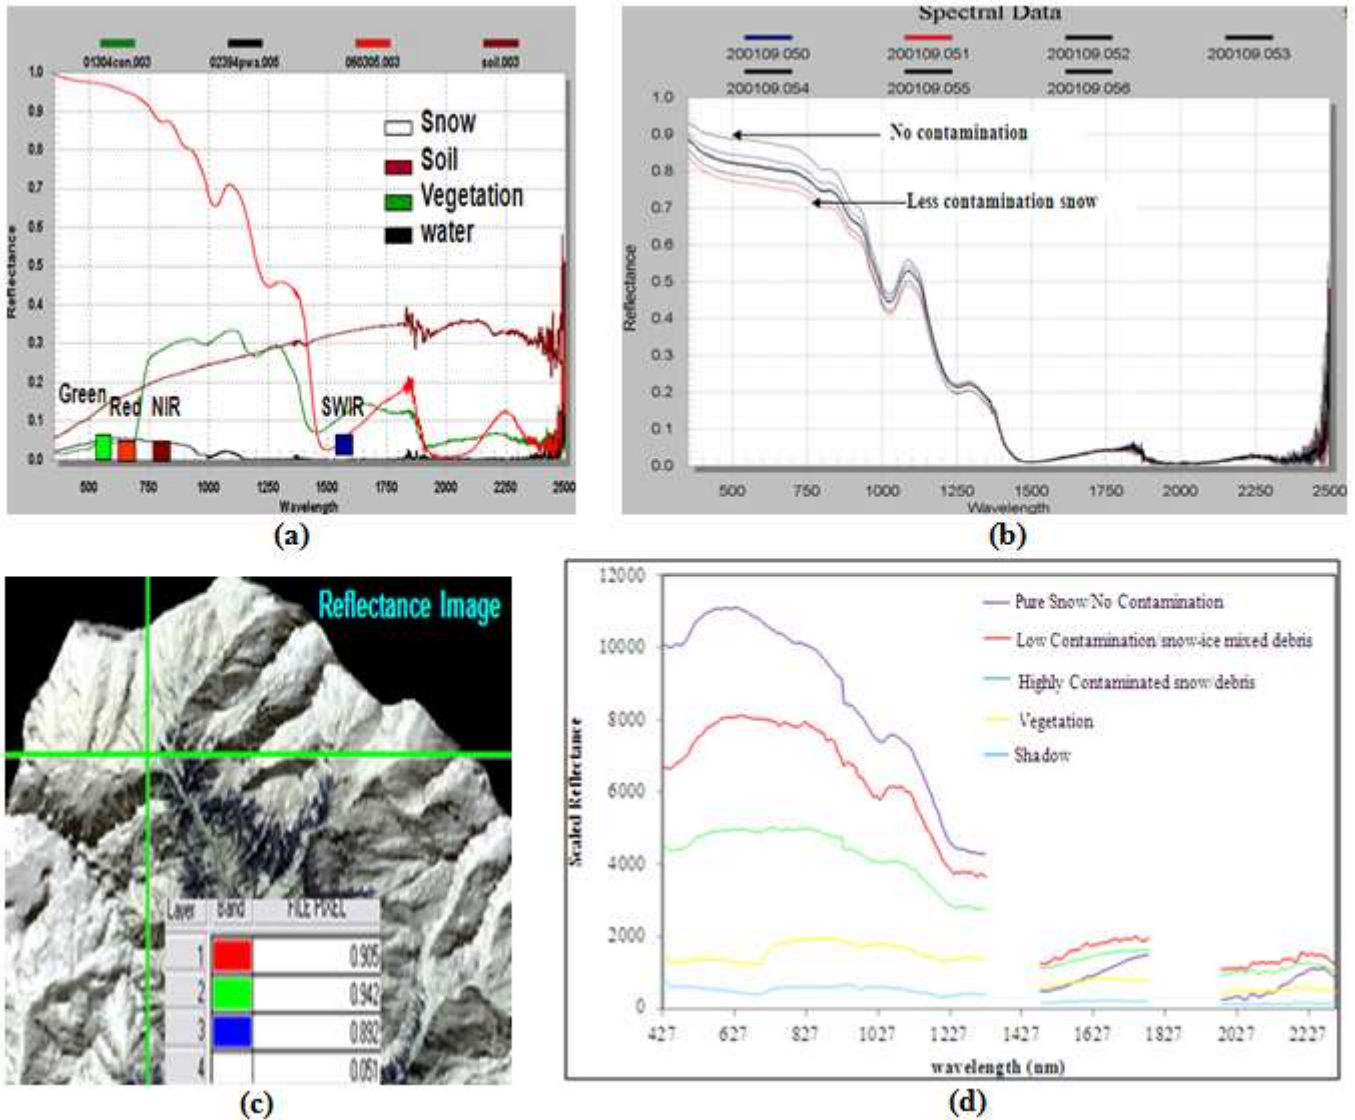 01304con.003 02394pwa.005 060305.003 soil.003
1.0
0.9
0.8
0.7
0.6
0.5
0.4
0.3
0.2
0.1
0.0
Reflectance
Snow
Soil
Vegetation
water
Green Red NIR SWIR
500 750 1000 1250 1500 1750 2000 2250 2500
Wavelength
(a)
Spectral Data
200109.050 200109.051 200109.052 200109.053
200109.054 200109.055 200109.056
1.0
0.9
0.8
0.7
0.6
0.5
0.4
0.3
0.2
0.1
0.0
Reflectance
No contamination
Less contamination snow
500 750 1000 1250 1500 1750 2000 2250 2500
Wavelength
(b)
Reflectance Image
Layer Band FILE PIXEL
1 0.905
2 0.942
3 0.892
4 0.051
(c)
12000
10000
8000
6000
4000
2000
0
Scaled Reflectance
Pure Snow/No Contamination
Low Contamination/snow-ice mixed debris
Highly Contaminated snow/debris
Vegetation
Shadow
427 627 827 1027 1227 1427 1627 1827 2027 2227
wavelength (nm)
(d)